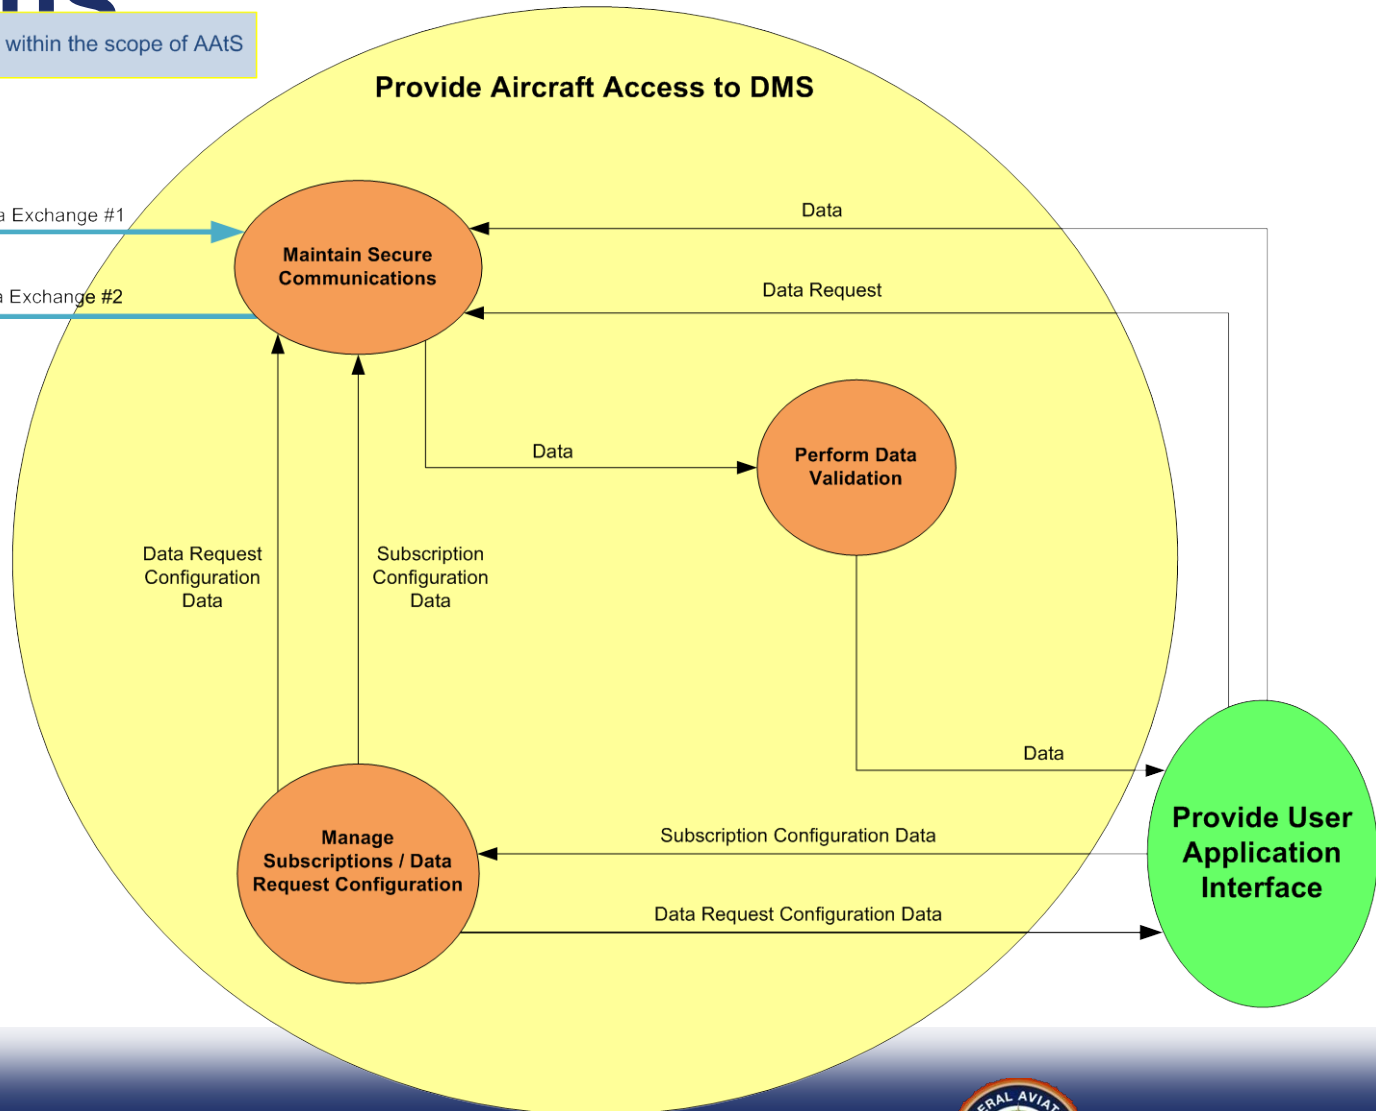 within the scope of AAtS
Provide Aircraft Access to DMS
Exchange #1
Data
Maintain Secure
Communications
Data Request
Exchange #2
Data
Perform Data
Validation
Data Request
Configuration
Data
Subscription
Configuration
Data
Data
Manage
Subscriptions / Data
Request Configuration
Subscription Configuration Data
Provide User
Application
Interface
Data Request Configuration Data